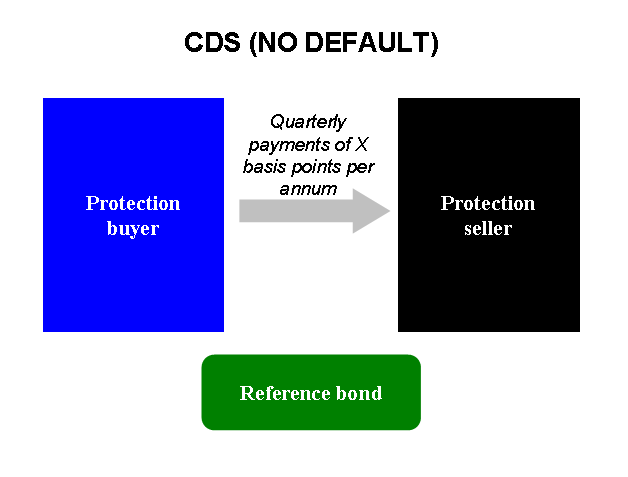 CDS (NO DEFAULT)
Quarterly
payments of X
basis points per
annum
Protection
buyer
Protection
seller
Reference bond